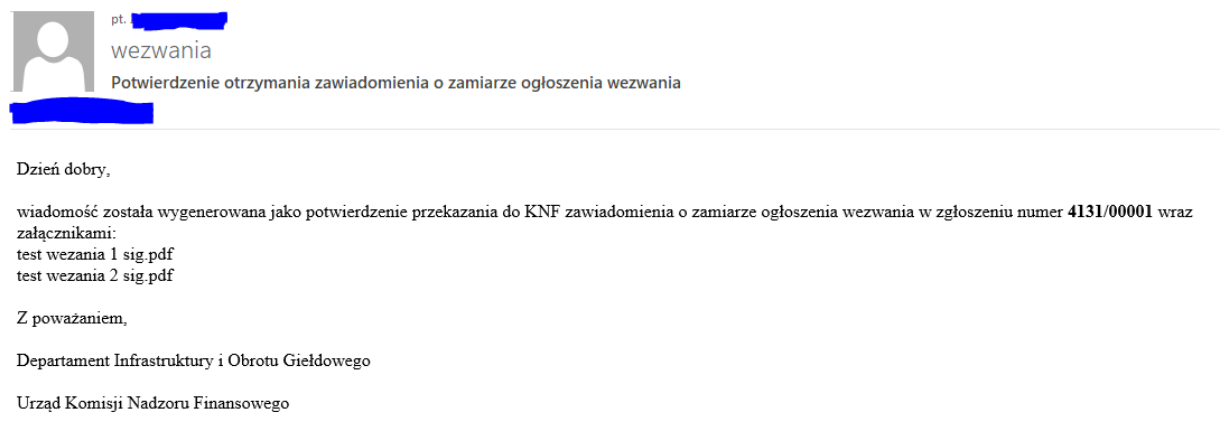 pt.
wezwania
Potwierdzenie otrzymania zawiadomienia o zamiarze ogłoszenia wezwania
Dzień dobry,
wiadomość została wygenerowana jako potwierdzenie przekazania do KNF zawiadomienia o zamiarze ogłoszenia wezwania w zgłoszeniu numer 4131/00001 wraz
załącznikami:
test wezania 1 sig.pdf
test wezania 2 sig.pdf
Z poważaniem,
Departament Infrastruktury i Obrotu Giełdowego
Urząd Komisji Nadzoru Finansowego